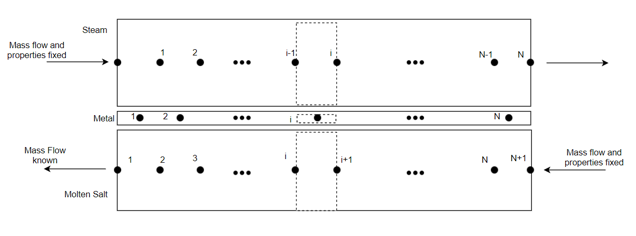 Steam
Mass flow and
properties fixed
1 2 ••• i-1 i ••• N-1 N
Metal
1 2 ••• i N
Mass Flow
known
1 2 3 ••• i i+1 ••• N N+1
Mass flow and
properties fixed
Molten Salt